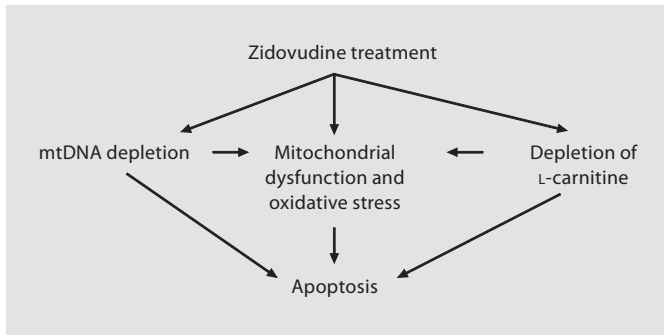 Zidovudine treatment
mtDNA depletion
Mitochondrial
dysfunction and
oxidative stress
Depletion of
L-carnitine
Apoptosis